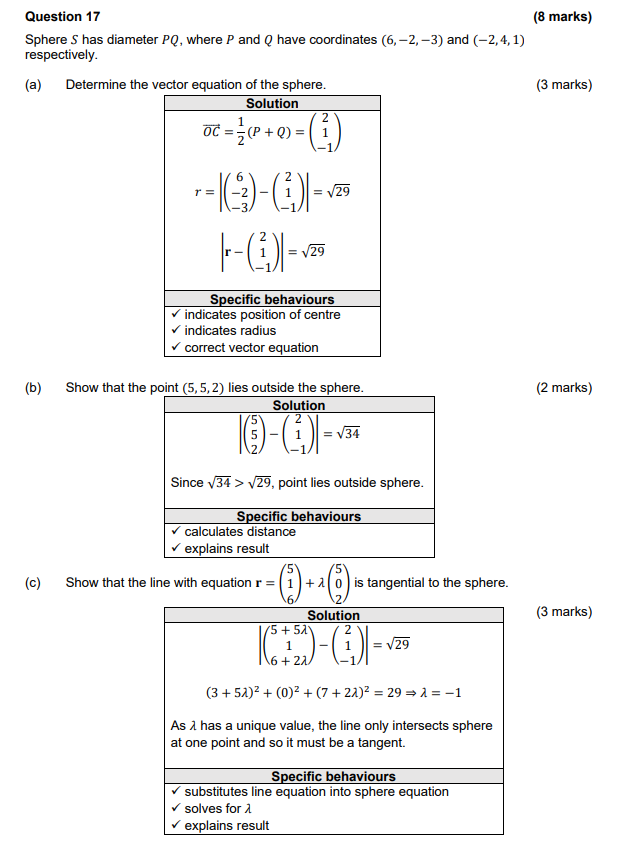 Question 17 (8 marks)
Sphere S has diameter PQ, where P and Q have coordinates (6, −2, −3) and (−2, 4, 1)
respectively.
(a) Determine the vector equation of the sphere. (3 marks)
Solution
OC⃗ = 1/2 (P + Q) = (2, 1, −1)
r = |(6, −2, −3) − (2, 1, −1)| = √29
|r − (2, 1, −1)| = √29
Specific behaviours
✓ indicates position of centre
✓ indicates radius
✓ correct vector equation
(b) Show that the point (5, 5, 2) lies outside the sphere. (2 marks)
Solution
|(5, 5, 2) − (2, 1, −1)| = √34
Since √34 > √29, point lies outside sphere.
Specific behaviours
✓ calculates distance
✓ explains result
(c) Show that the line with equation r = (5, 1, 6) + λ(5, 0, 2) is tangential to the sphere.
(3 marks)
Solution
|(5 + 5λ, 1, 6 + 2λ) − (2, 1, −1)| = √29
(3 + 5λ)² + (0)² + (7 + 2λ)² = 29 ⇒ λ = −1
As λ has a unique value, the line only intersects sphere
at one point and so it must be a tangent.
Specific behaviours
✓ substitutes line equation into sphere equation
✓ solves for λ
✓ explains result